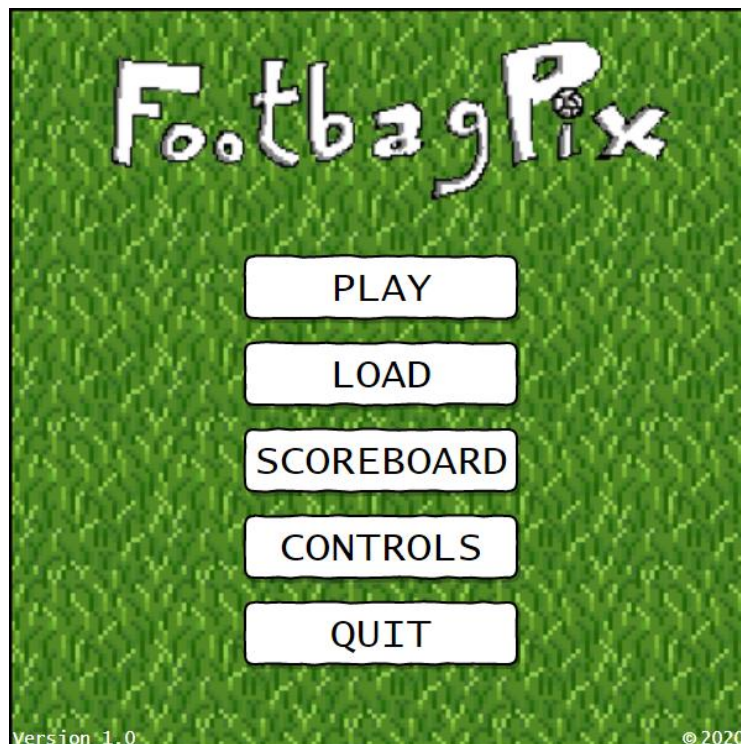 FootbagPix
PLAY
LOAD
SCOREBOARD
CONTROLS
QUIT
Version 1.0
©2020